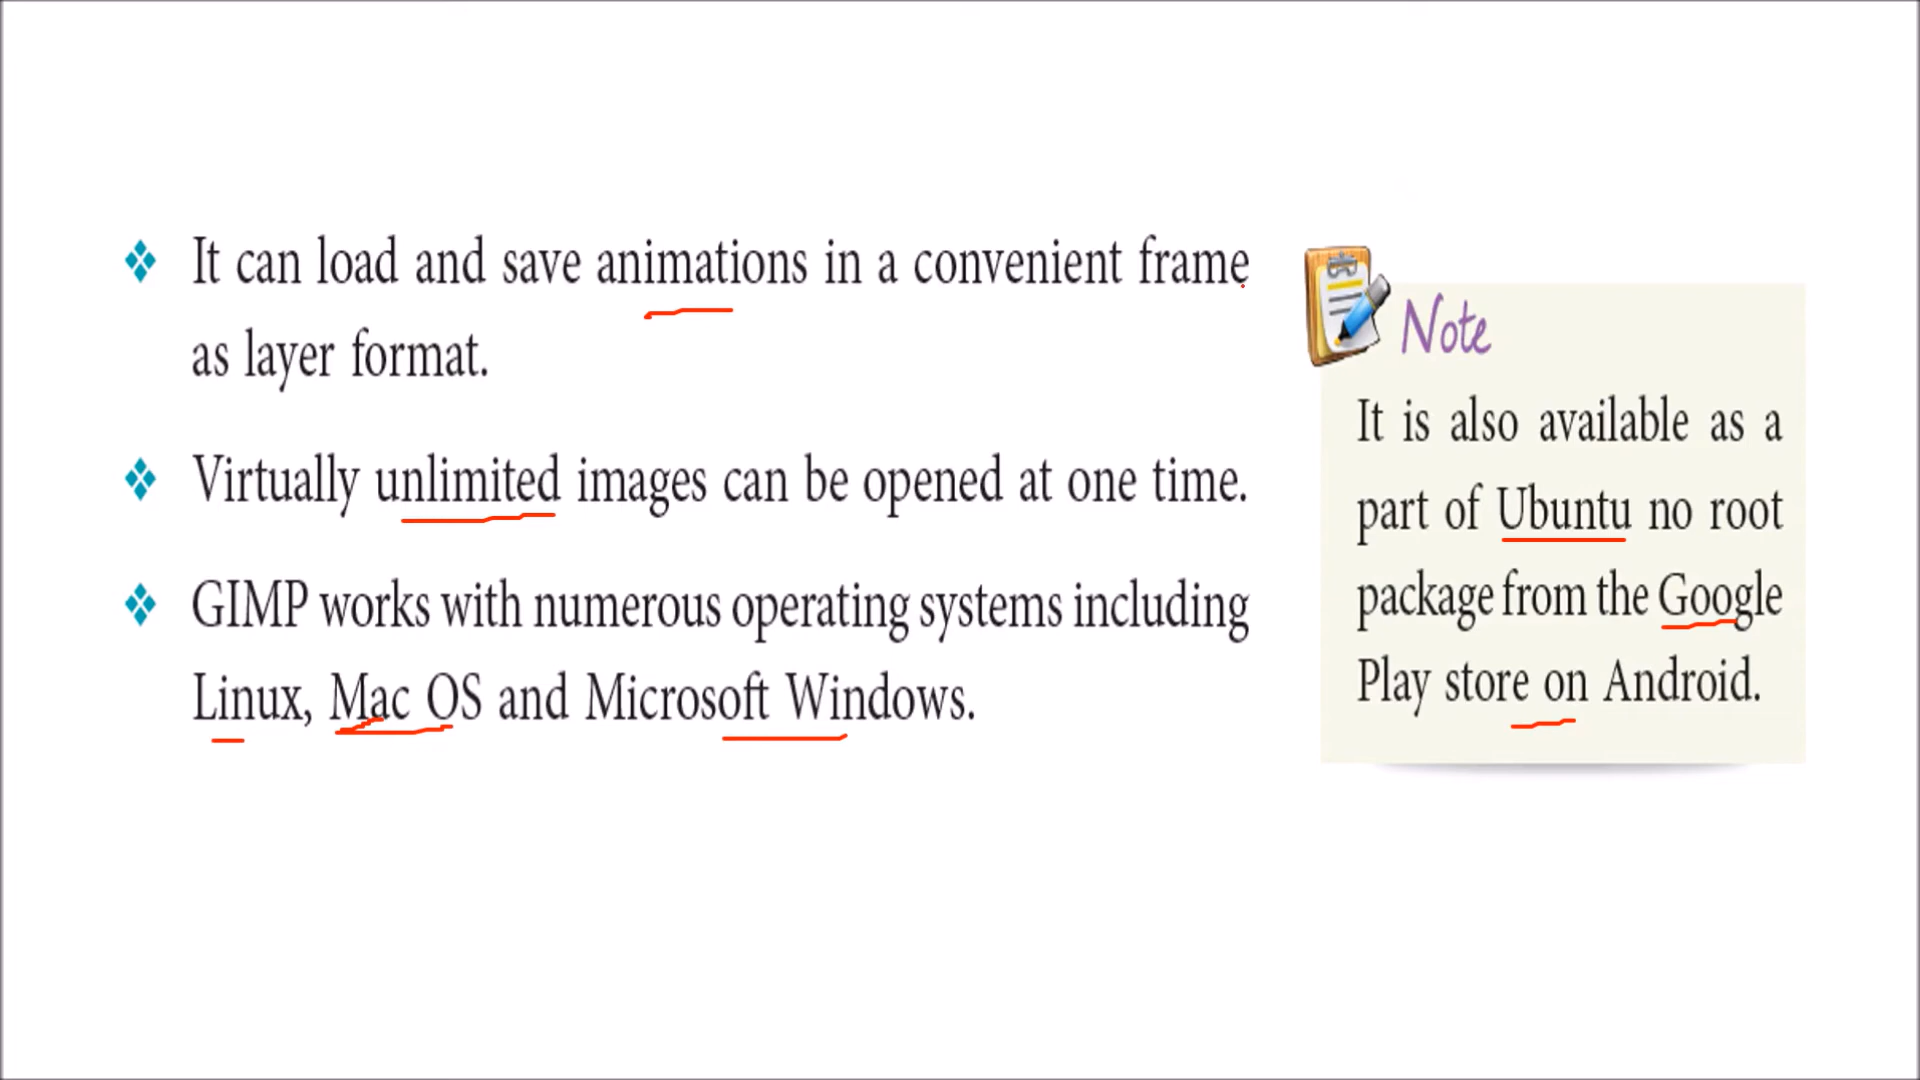 It can load and save animations in a convenient frame
as layer format.
Virtually unlimited images can be opened at one time.
GIMP works with numerous operating systems including
Linux, Mac OS and Microsoft Windows.
Note
It is also available as a
part of Ubuntu no root
package from the Google
Play store on Android.